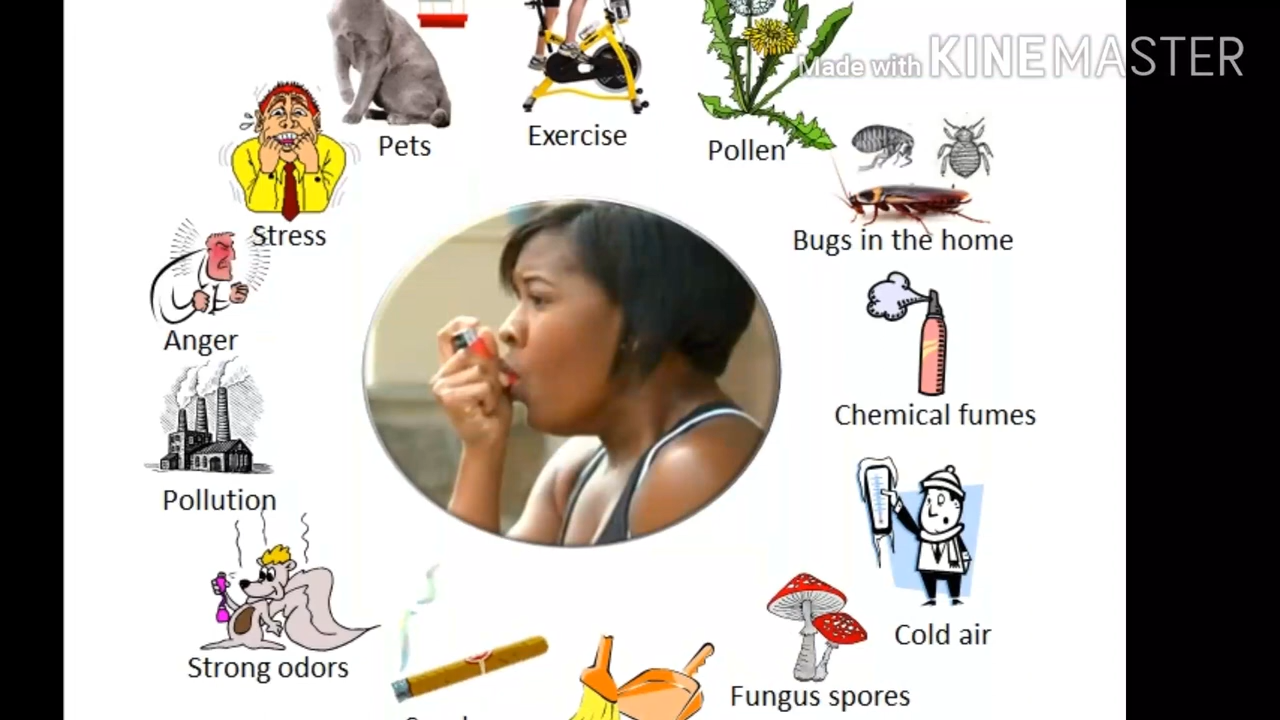 Made with KINEMASTER
Pets
Exercise
Pollen
Stress
Bugs in the home
Anger
Chemical fumes
Pollution
Cold air
Strong odors
Fungus spores